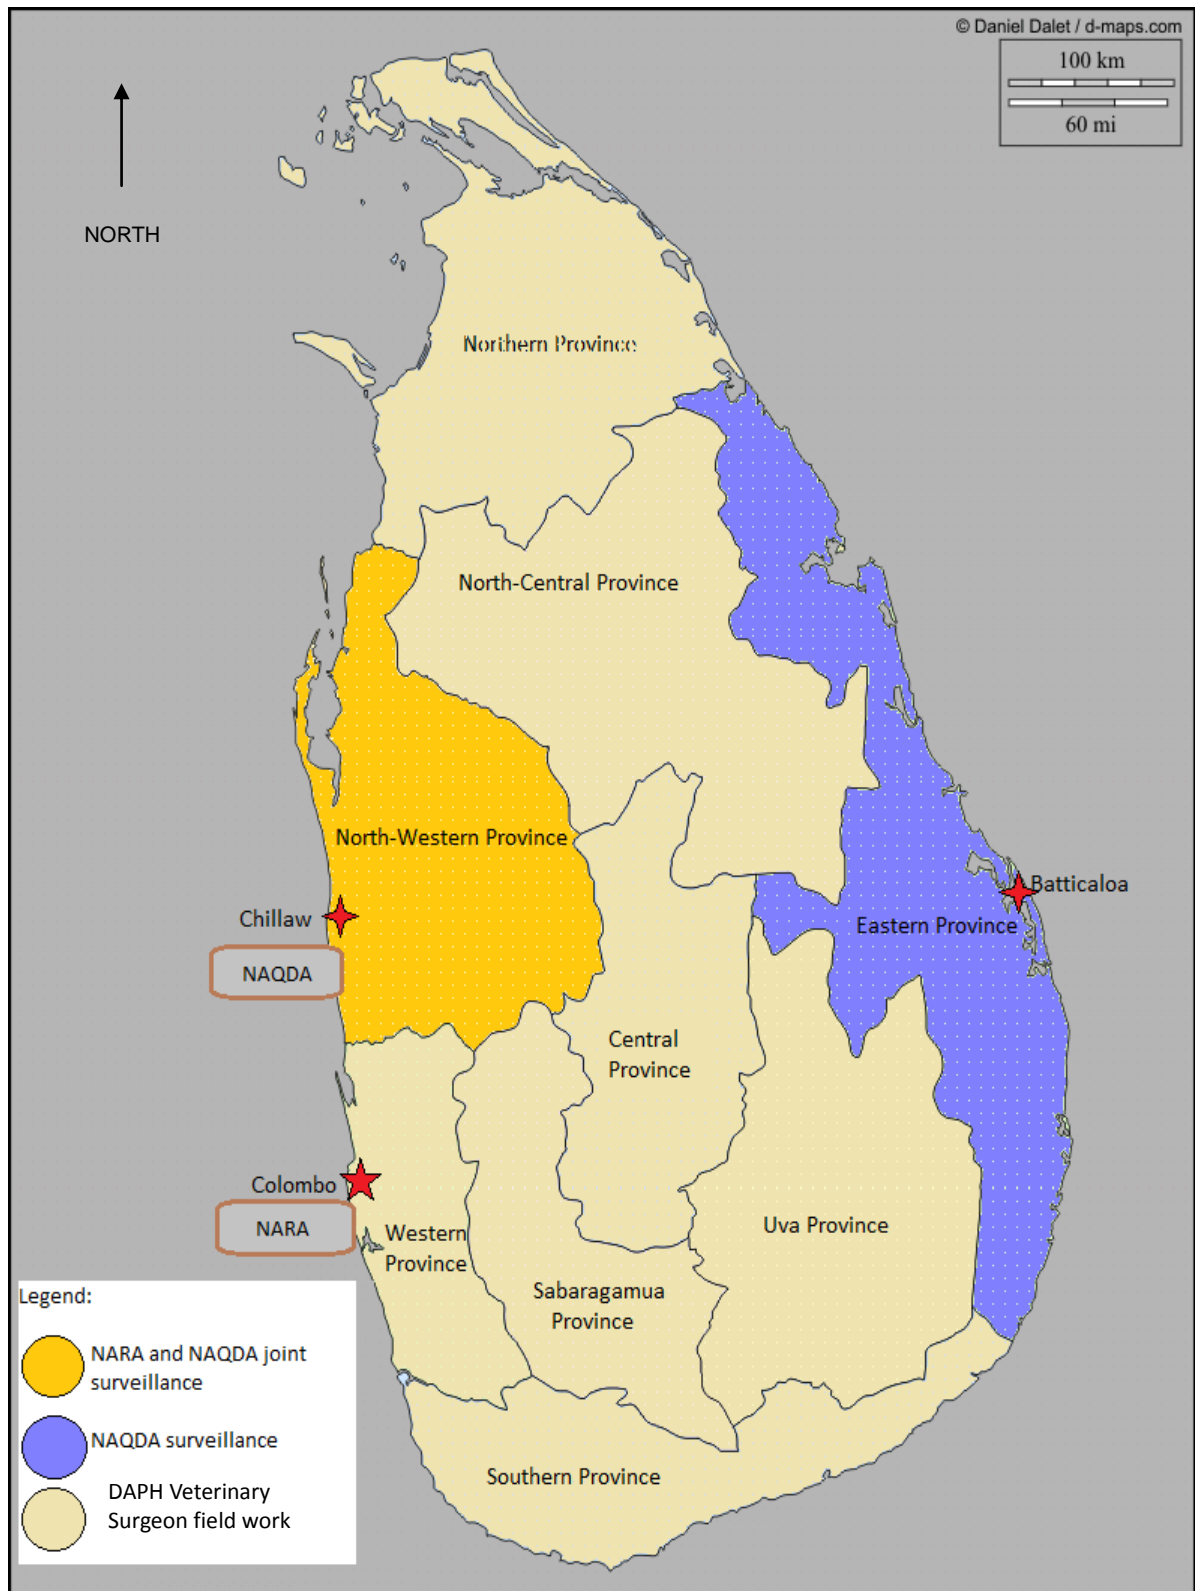 © Daniel Dalet / d-maps.com
100 km
60 mi
NORTH
Northern Province
North-Central Province
North-Western Province
Chillaw
NAQDA
Batticaloa
Eastern Province
Central
Province
Colombo
NARA
Western
Province
Uva Province
Sabaragamua
Province
Southern Province
Legend:
NARA and NAQDA joint
surveillance
NAQDA surveillance
DAPH Veterinary
Surgeon field work